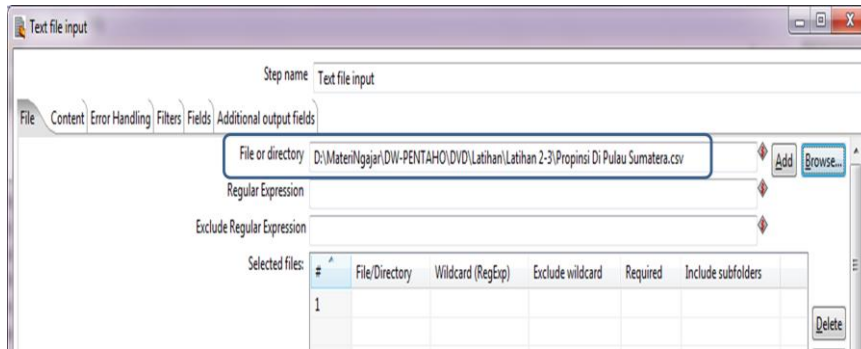 Text file input
Step name Text file input
File Content Error Handling Filters Fields Additional output fields
File or directory D:\MateriNgajar\DW-PENTAHO\DVD\Latihan\Latihan 2-3\Propinsi Di Pulau Sumatera.csv Add Browse...
Regular Expression
Exclude Regular Expression
Selected files: # File/Directory Wildcard (RegExp) Exclude wildcard Required Include subfolders
1
Delete